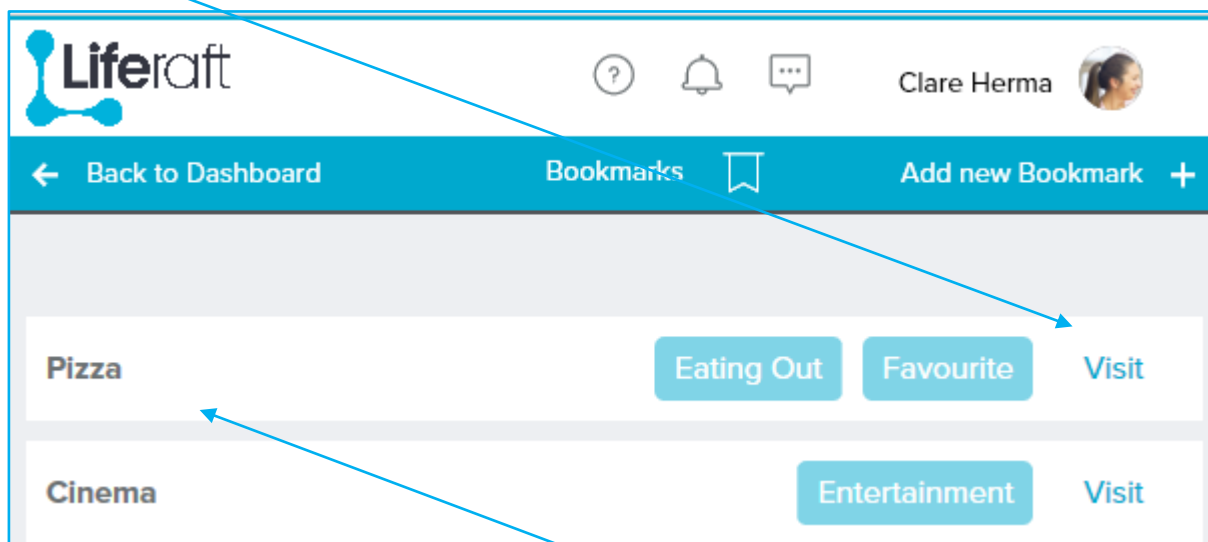 Liferaft ? Clare Herma
← Back to Dashboard Bookmarks Add new Bookmark +
Pizza Eating Out Favourite Visit
Cinema Entertainment Visit